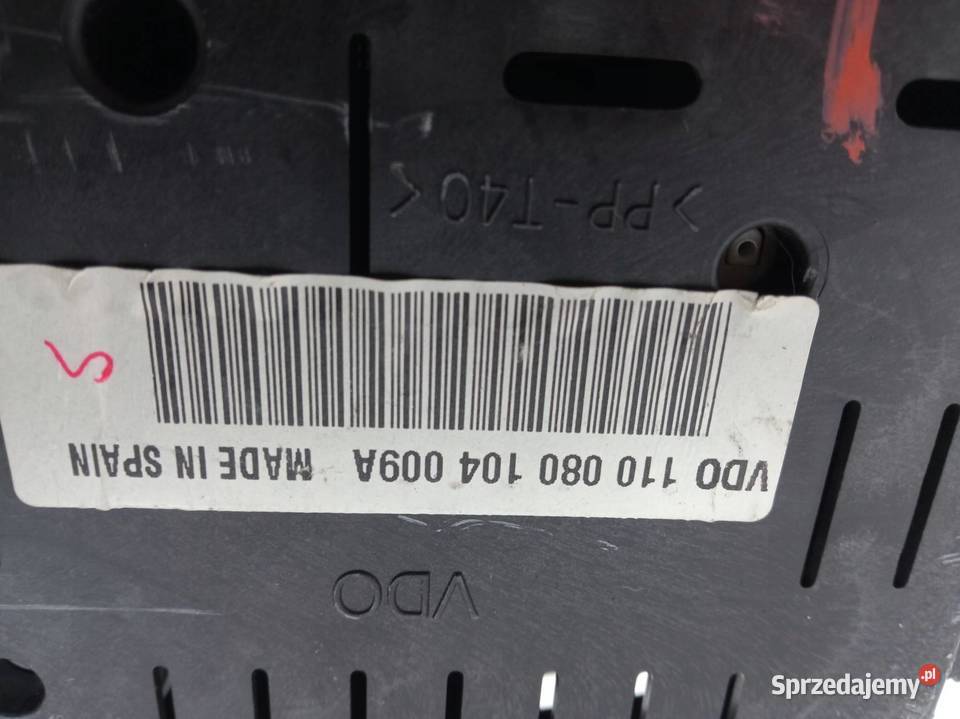 >PP-T40<
VDO 110 080 104 009A MADE IN SPAIN
VDO
Sprzedajemy.pl